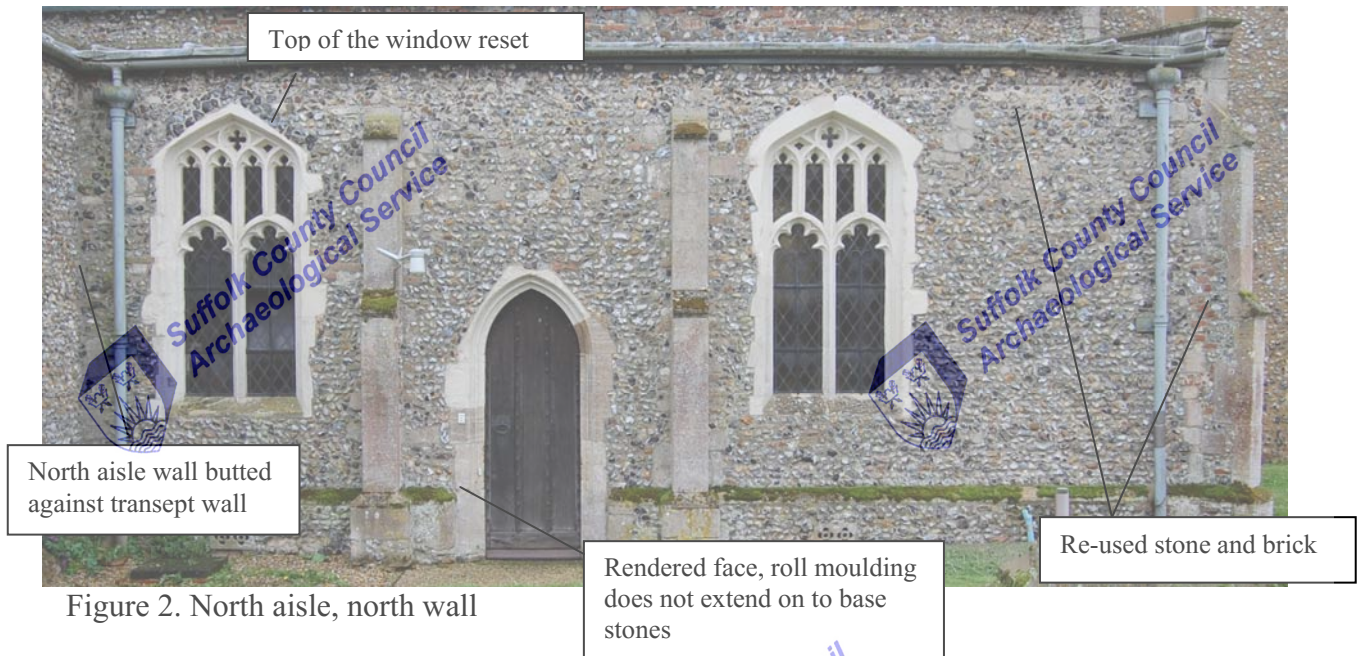 Top of the window reset
Suffolk County Council
Archaeological Service
Suffolk County Council
Archaeological Service
North aisle wall butted
against transept wall
Re-used stone and brick
Rendered face, roll moulding
does not extend on to base
stones
Figure 2. North aisle, north wall